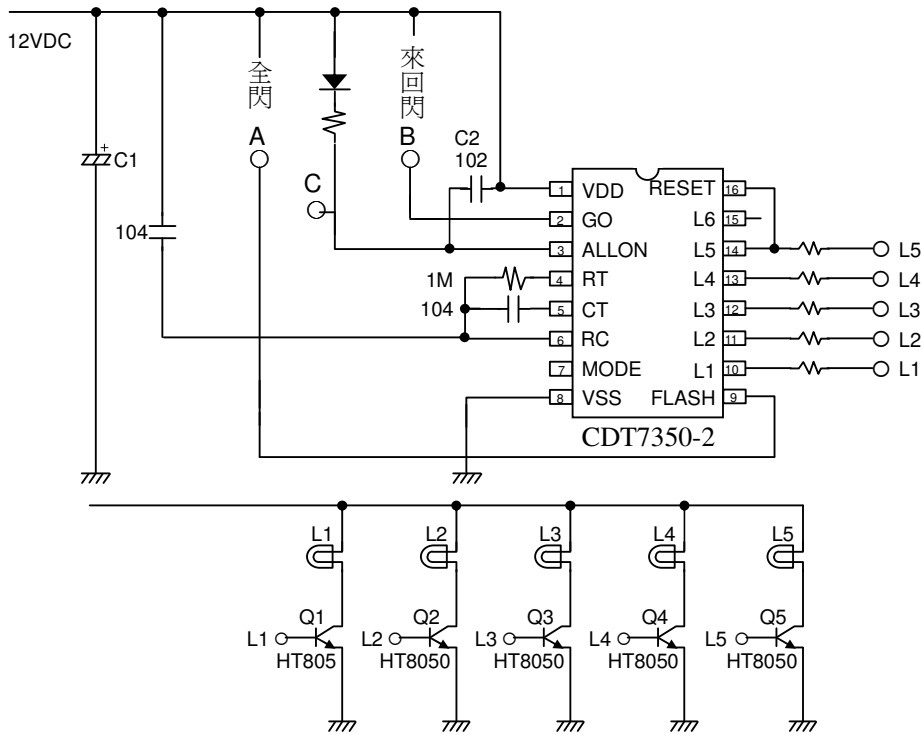 12VDC
全閃
來回閃
A
B
C
C1
C2
102
104
1M
104
1
VDD
2
GO
3
ALLON
4
RT
5
CT
6
RC
7
MODE
8
VSS
RESET
16
L6
15
L5
14
L5
L4
13
L4
L3
12
L3
L2
11
L2
L1
10
L1
FLASH
9
CDT7350-2
L1
L2
L3
L4
L5
L1
Q1
HT805
L2
Q2
HT8050
L3
Q3
HT8050
L4
Q4
HT8050
L5
Q5
HT8050